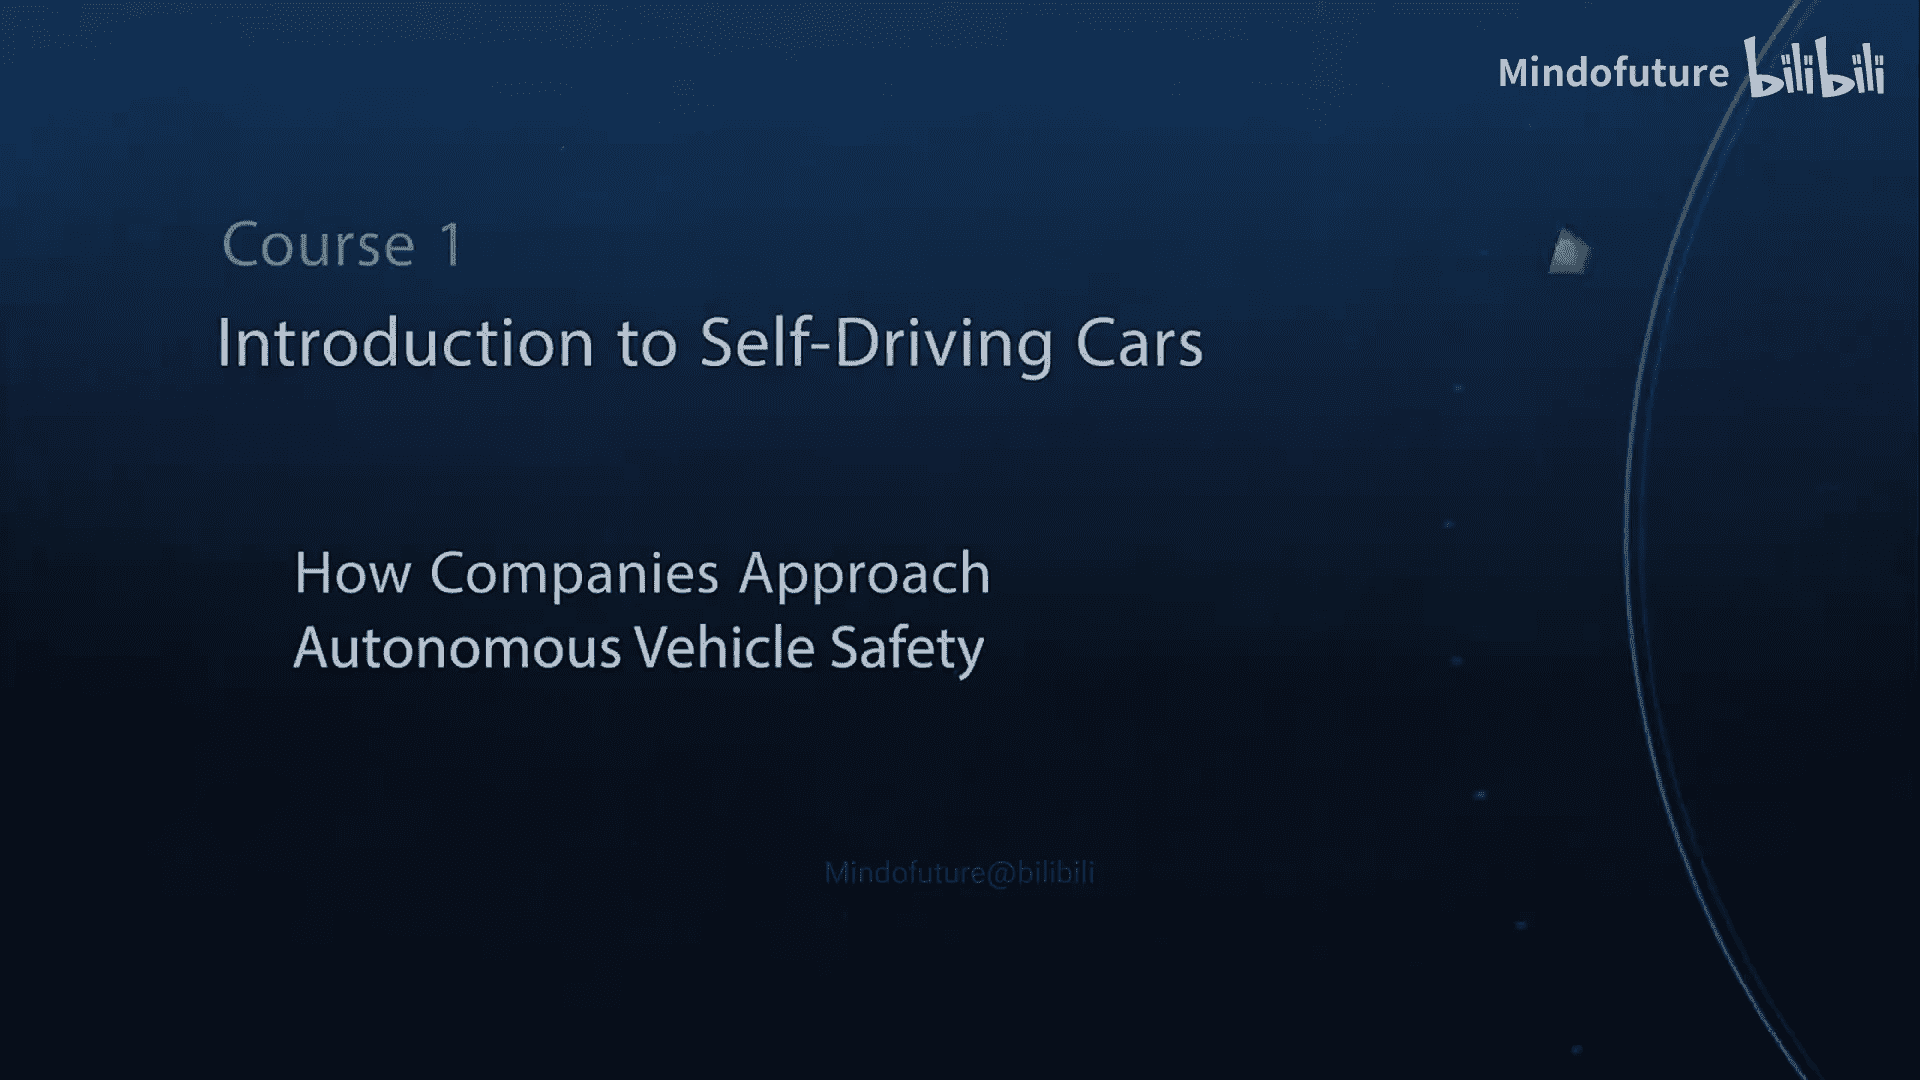 Mindofuture bilibili
Course 1
Introduction to Self-Driving Cars
How Companies Approach
Autonomous Vehicle Safety
Mindofuture@bilibili